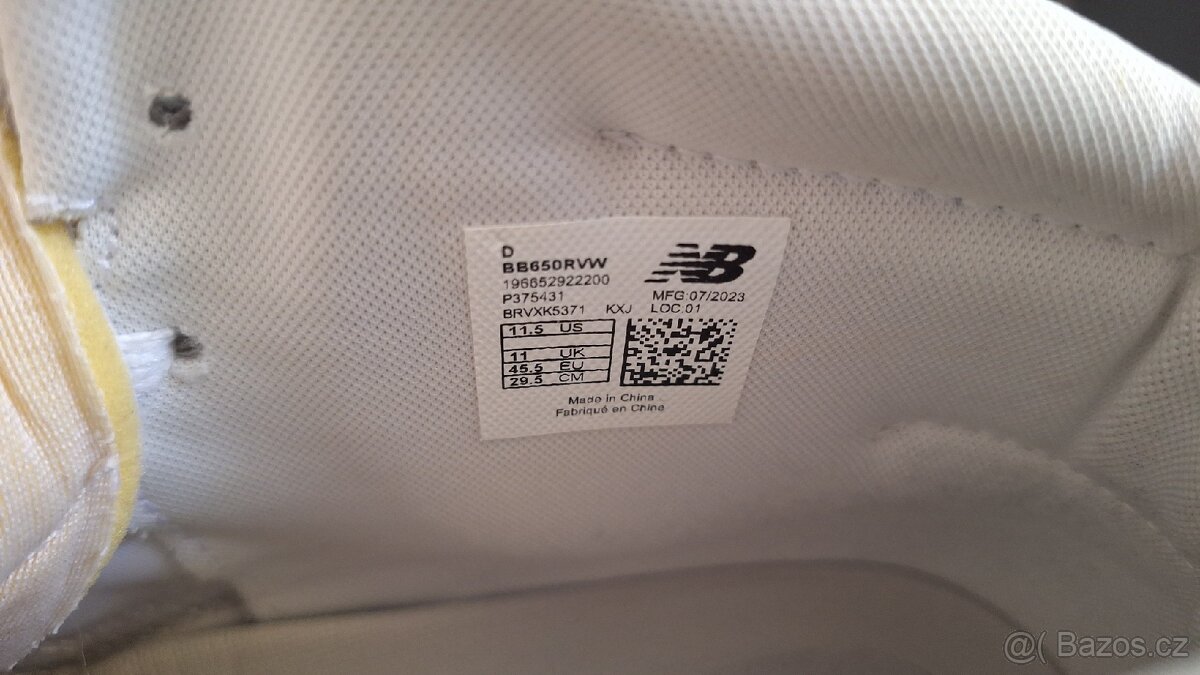 D
BB650RVW
196652922200
P375431
MFG:07/2023
BRVXK5371 KXJ LOC:01
11.5 US
11 UK
45.5 EU
29.5 CM
Made in China
Fabriqué en Chine
NB
@( Bazos.cz